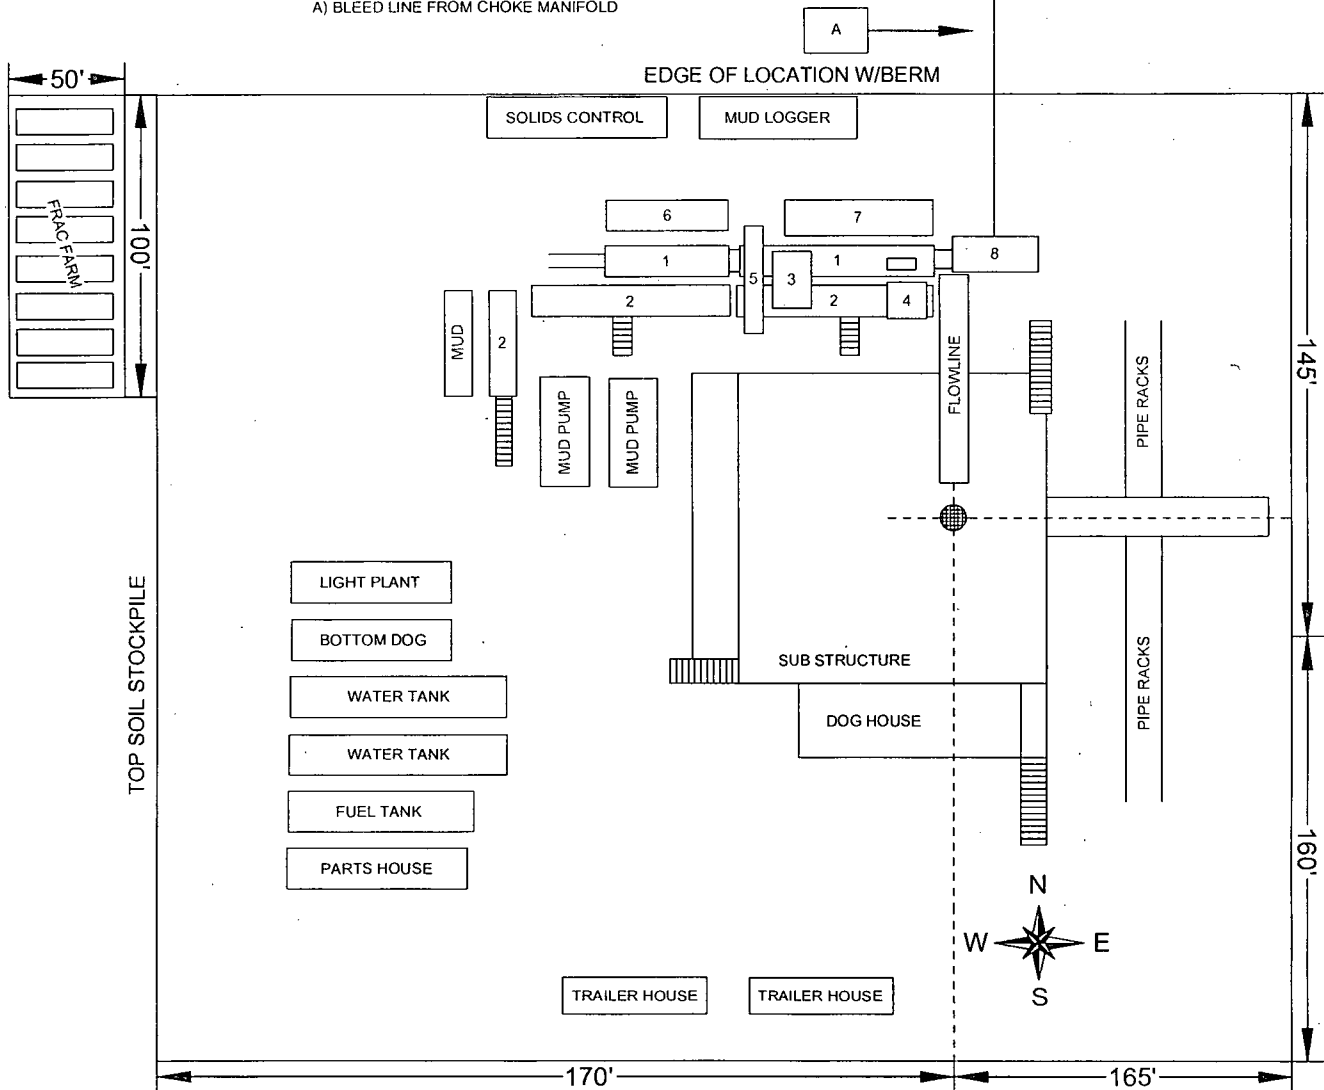 A) BLEED LINE FROM CHOKE MANIFOLD
A
50'
EDGE OF LOCATION W/BERM
SOLIDS CONTROL
MUD LOGGER
FRAC FARM
100'
6
7
1
5
3
1
8
2
2
4
MUD
2
MUD PUMP
MUD PUMP
FLOWLINE
PIPE RACKS
145'
TOP SOIL STOCKPILE
LIGHT PLANT
BOTTOM DOG
WATER TANK
WATER TANK
FUEL TANK
PARTS HOUSE
SUB STRUCTURE
DOG HOUSE
PIPE RACKS
160'
N
W
E
S
TRAILER HOUSE
TRAILER HOUSE
170'
165'